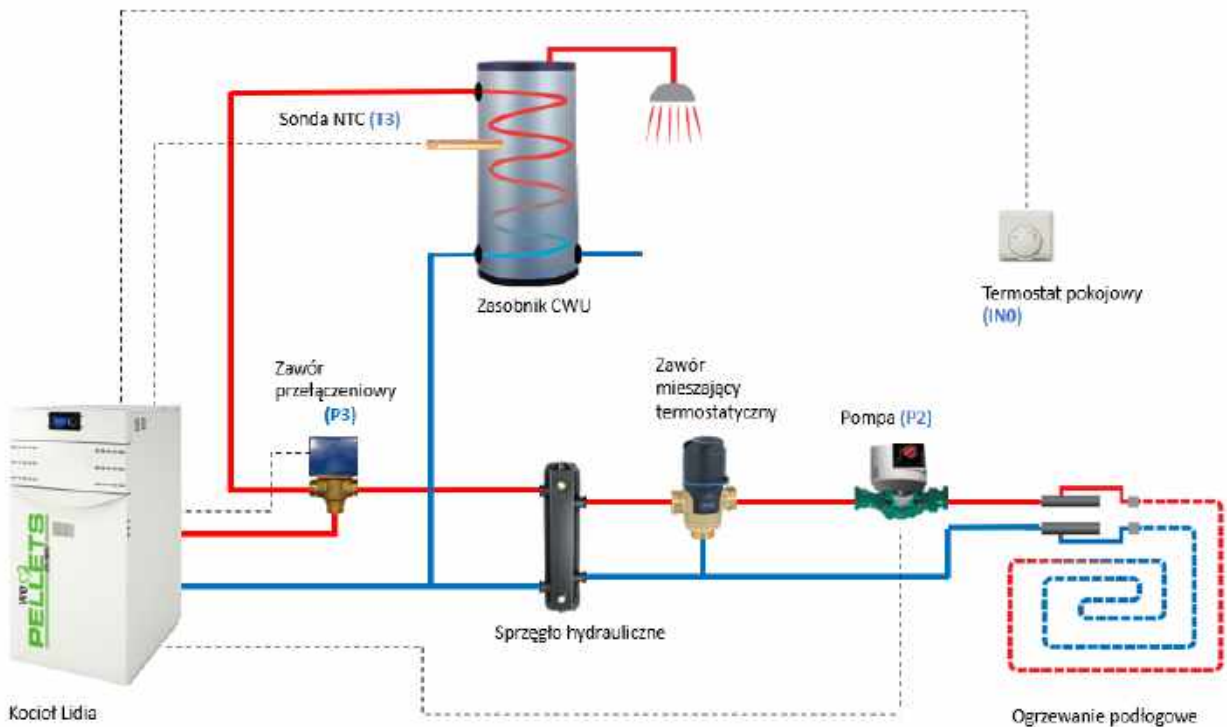 Sonda NTC (T3)
Zasobnik CWU
Termostat pokojowy
(IN0)
Zawór
przełączeniowy
(P3)
Zawór
mieszający
termostatyczny
Pompa (P2)
PELLETS
Sprzęgło hydrauliczne
Kocioł Lidia
Ogrzewanie podłogowe